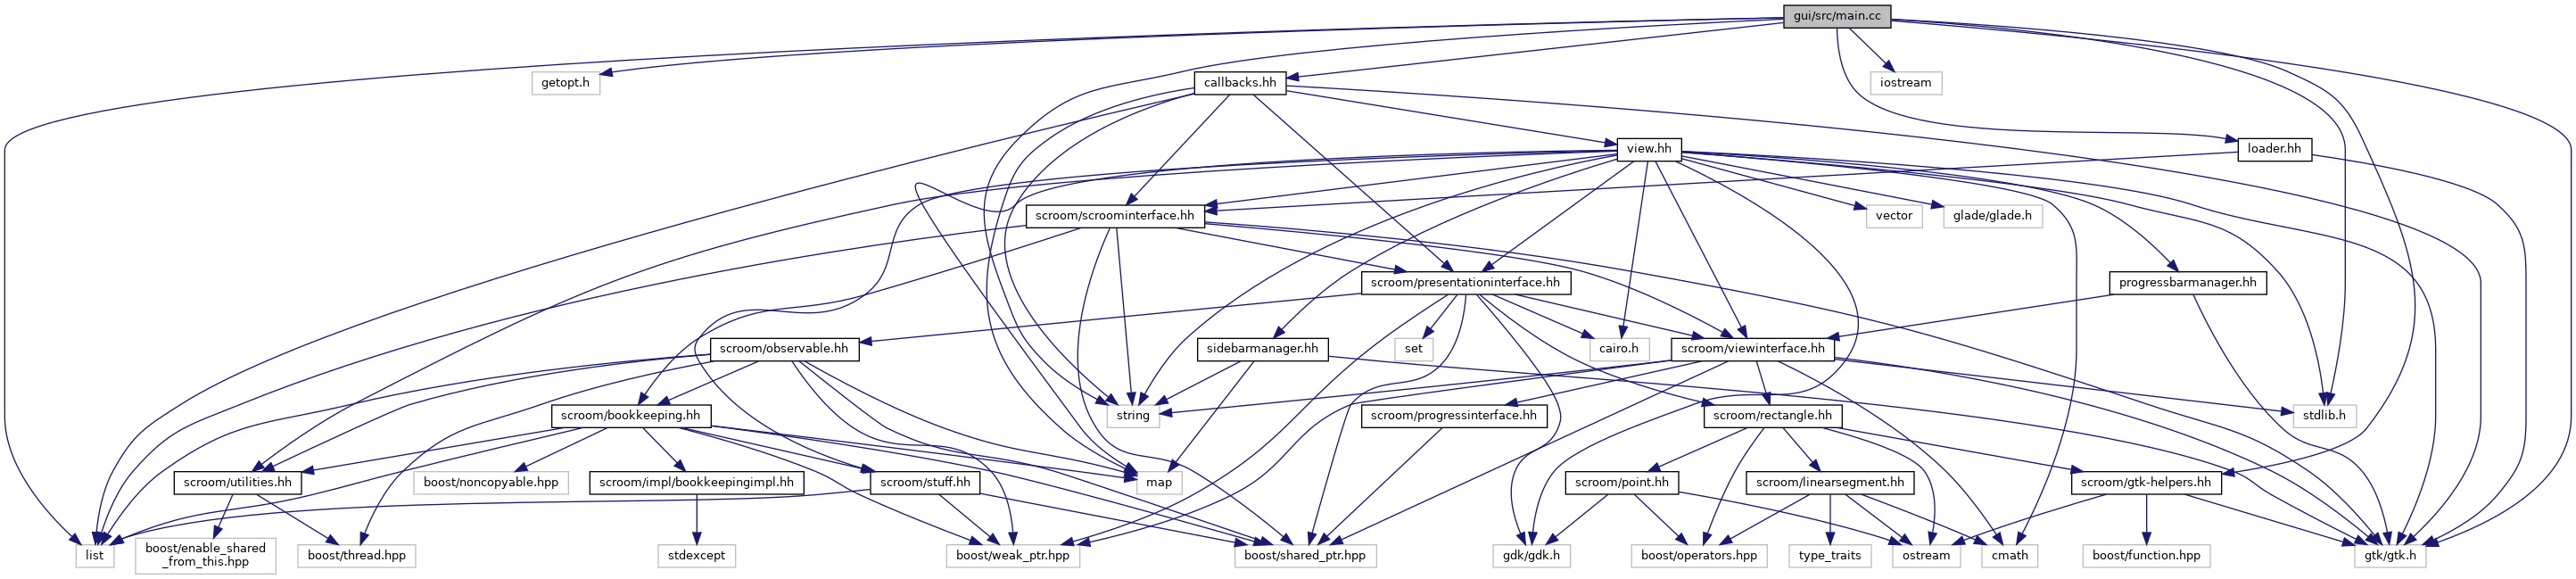 gui/src/main.cc
getopt.h
callbacks.hh
iostream
view.hh
loader.hh
scroom/scroominterface.hh
vector
glade/glade.h
scroom/presentationinterface.hh
progressbarmanager.hh
scroom/observable.hh
sidebarmanager.hh
set
cairo.h
scroom/viewinterface.hh
scroom/bookkeeping.hh
string
scroom/progressinterface.hh
scroom/rectangle.hh
stdlib.h
scroom/utilities.hh
boost/noncopyable.hpp
scroom/impl/bookkeepingimpl.hh
scroom/stuff.hh
map
scroom/point.hh
scroom/linearsegment.hh
scroom/gtk-helpers.hh
list
boost/enable_shared
_from_this.hpp
boost/thread.hpp
stdexcept
boost/weak_ptr.hpp
boost/shared_ptr.hpp
gdk/gdk.h
boost/operators.hpp
type_traits
ostream
cmath
boost/function.hpp
gtk/gtk.h